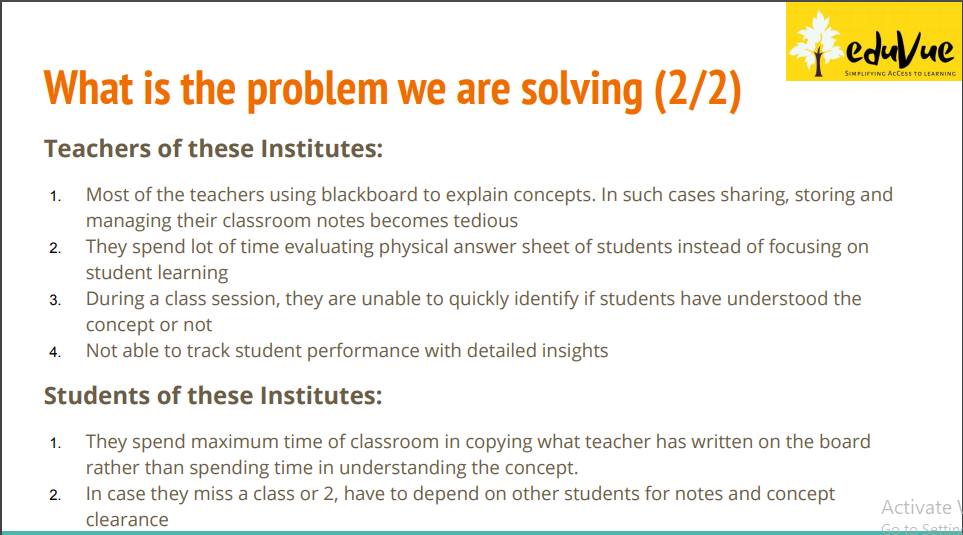 eduVue
SIMPLIFYING ACCESS TO LEARNING
What is the problem we are solving (2/2)
Teachers of these Institutes:
1. Most of the teachers using blackboard to explain concepts. In such cases sharing, storing and
managing their classroom notes becomes tedious
2. They spend lot of time evaluating physical answer sheet of students instead of focusing on
student learning
3. During a class session, they are unable to quickly identify if students have understood the
concept or not
4. Not able to track student performance with detailed insights
Students of these Institutes:
1. They spend maximum time of classroom in copying what teacher has written on the board
rather than spending time in understanding the concept.
2. In case they miss a class or 2, have to depend on other students for notes and concept
clearance
Activate
Go to